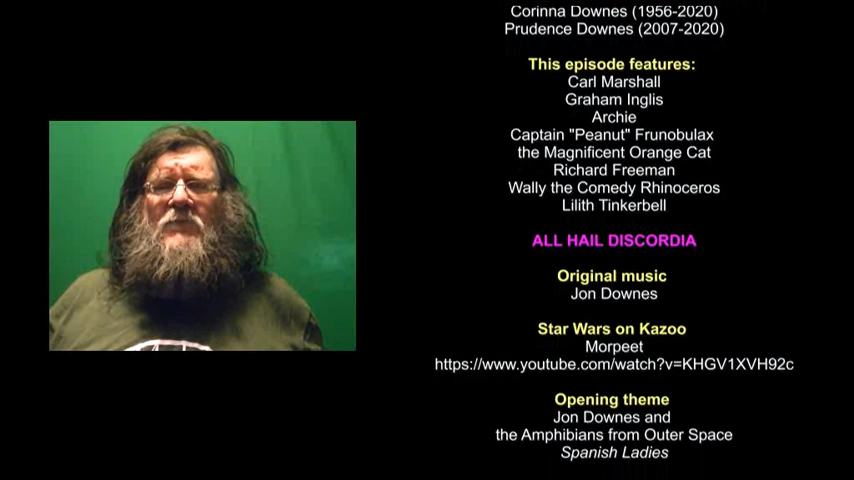 Corinna Downes (1956-2020)
Prudence Downes (2007-2020)
This episode features:
Carl Marshall
Graham Inglis
Archie
Captain "Peanut" Frunobulax
the Magnificent Orange Cat
Richard Freeman
Wally the Comedy Rhinoceros
Lilith Tinkerbell
ALL HAIL DISCORDIA
Original music
Jon Downes
Star Wars on Kazoo
Morpeet
https://www.youtube.com/watch?v=KHGV1XVH92c
Opening theme
Jon Downes and
the Amphibians from Outer Space
Spanish Ladies